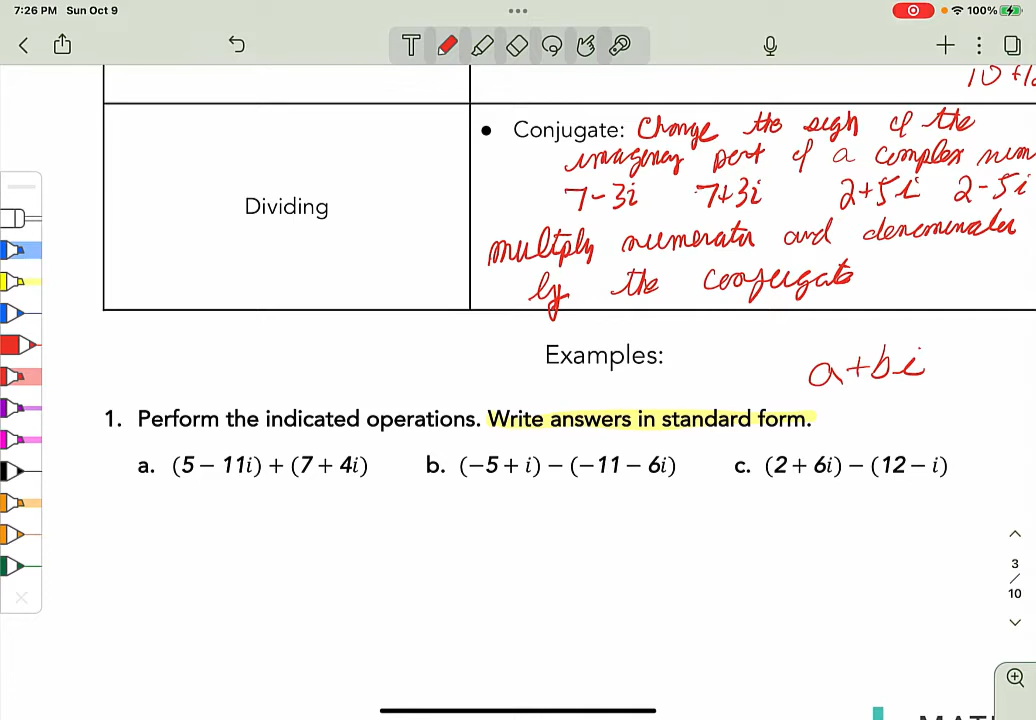 7:26 PM Sun Oct 9
100%
Dividing
• Conjugate: Change the sign of the
imaginary part of a complex num
7-3i 7+3i 2+5i 2-5i
multiply numerator and denominator
by the conjugate
Examples:
a+bi
1. Perform the indicated operations. Write answers in standard form.
a. (5 − 11i) + (7 + 4i) b. (−5 + i) − (−11 − 6i) c. (2 + 6i) − (12 − i)
3
/
10